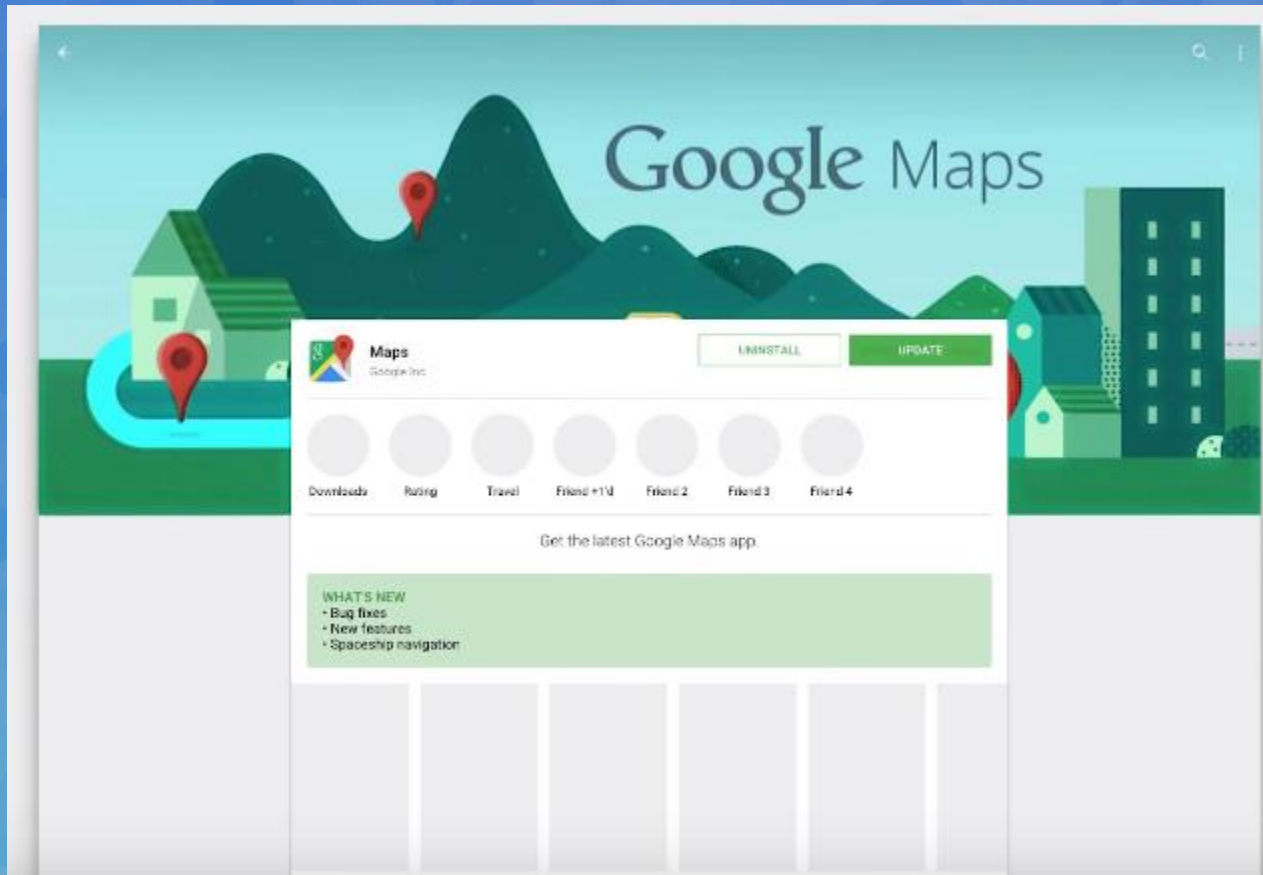 Google Maps
Maps
Google Inc.
UNINSTALL
UPDATE
Downloads
Rating
Travel
Friend +1'd
Friend 2
Friend 3
Friend 4
Get the latest Google Maps app.
WHAT'S NEW
• Bug fixes
• New features
• Spaceship navigation